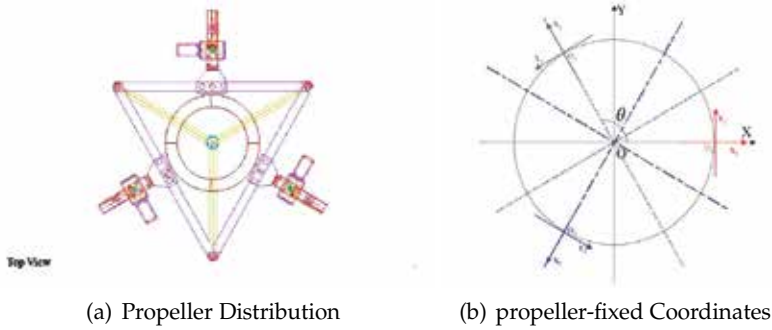 Y
θ
X
O
Top View
(a) Propeller Distribution
(b) propeller-fixed Coordinates